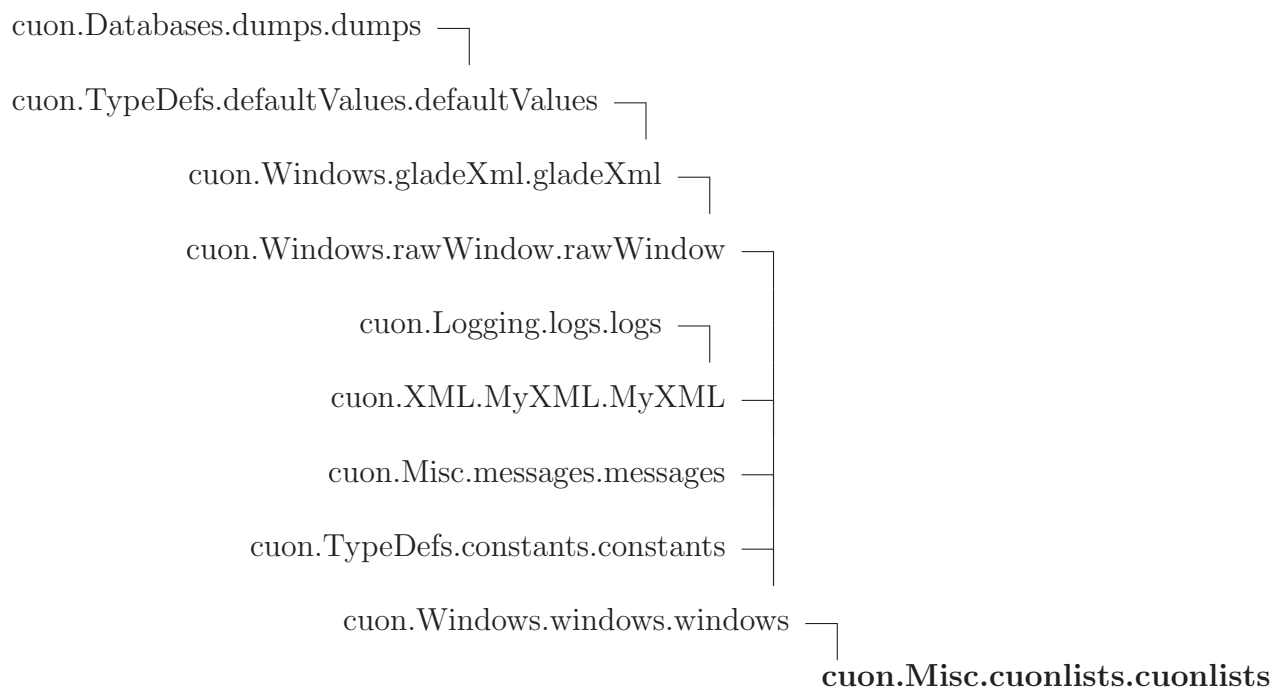 cuon.Databases.dumps.dumps
cuon.TypeDefs.defaultValues.defaultValues
cuon.Windows.gladeXml.gladeXml
cuon.Windows.rawWindow.rawWindow
cuon.Logging.logs.logs
cuon.XML.MyXML.MyXML
cuon.Misc.messages.messages
cuon.TypeDefs.constants.constants
cuon.Windows.windows.windows
cuon.Misc.cuonlists.cuonlists